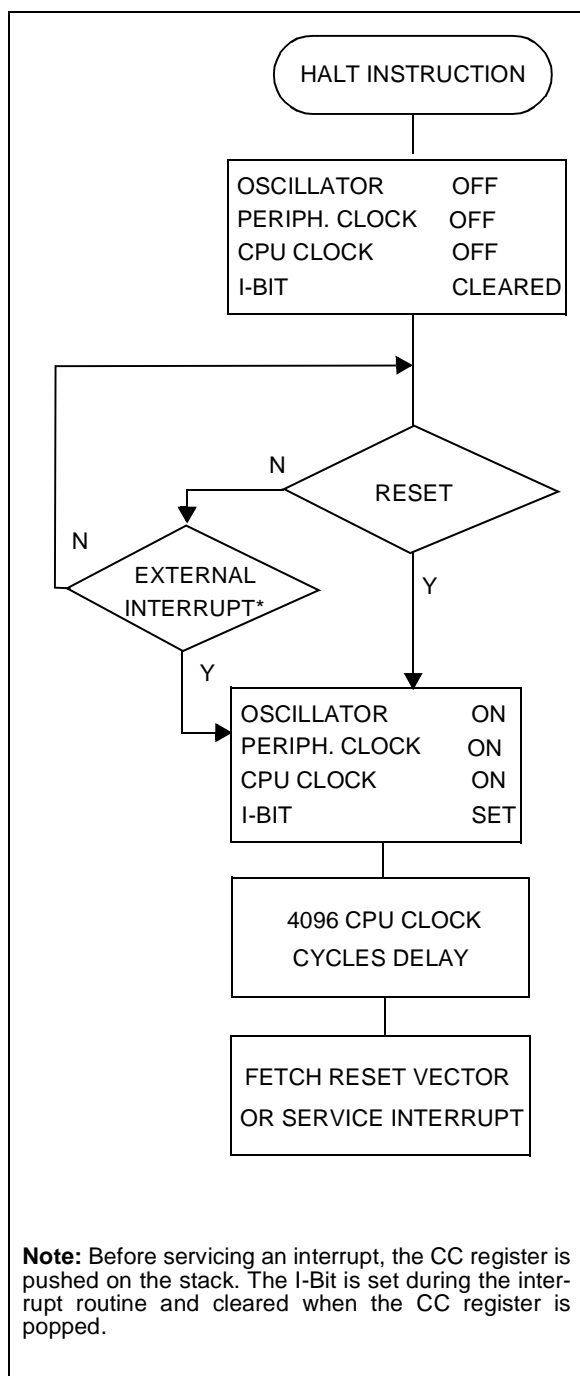 HALT INSTRUCTION
OSCILLATOR OFF
PERIPH. CLOCK OFF
CPU CLOCK OFF
I-BIT CLEARED
N
RESET
N
EXTERNAL
INTERRUPT*
Y
Y
OSCILLATOR ON
PERIPH. CLOCK ON
CPU CLOCK ON
I-BIT SET
4096 CPU CLOCK
CYCLES DELAY
FETCH RESET VECTOR
OR SERVICE INTERRUPT
Note: Before servicing an interrupt, the CC register is
pushed on the stack. The I-Bit is set during the inter-
rupt routine and cleared when the CC register is
popped.